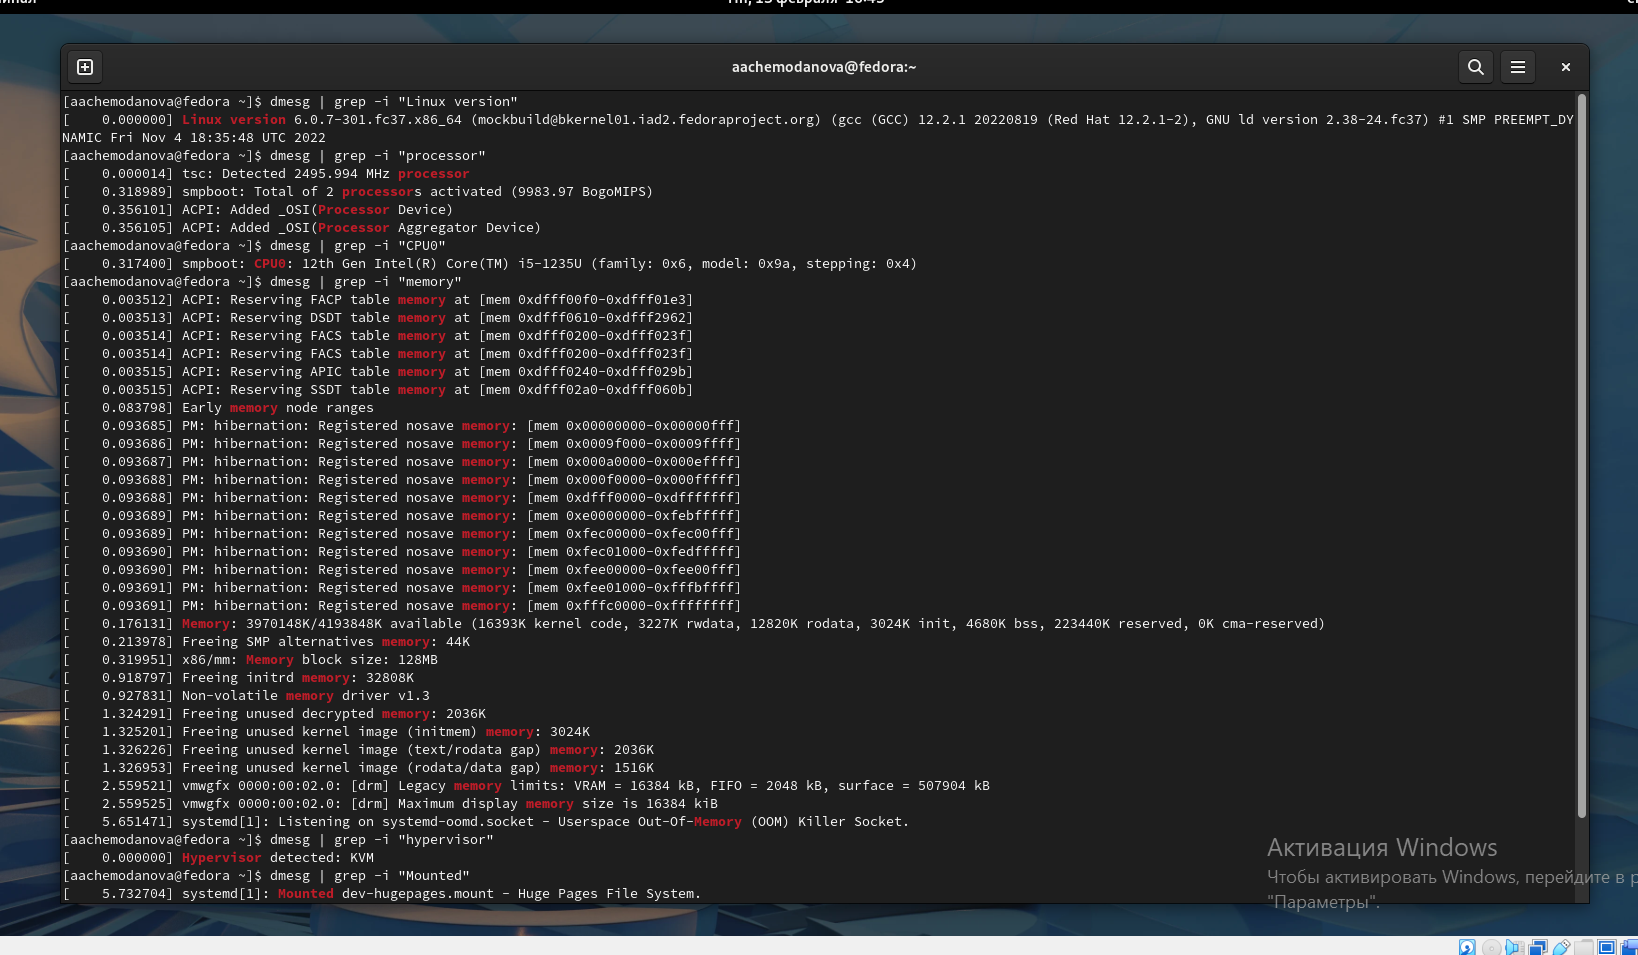 aachemodanova@fedora:~
[aachemodanova@fedora ~]$ dmesg | grep -i "Linux version"
[    0.000000] Linux version 6.0.7-301.fc37.x86_64 (mockbuild@bkernel01.iad2.fedoraproject.org) (gcc (GCC) 12.2.1 20220819 (Red Hat 12.2.1-2), GNU ld version 2.38-24.fc37) #1 SMP PREEMPT_DY
NAMIC Fri Nov 4 18:35:48 UTC 2022
[aachemodanova@fedora ~]$ dmesg | grep -i "processor"
[    0.000014] tsc: Detected 2495.994 MHz processor
[    0.318989] smpboot: Total of 2 processors activated (9983.97 BogoMIPS)
[    0.356101] ACPI: Added _OSI(Processor Device)
[    0.356105] ACPI: Added _OSI(Processor Aggregator Device)
[aachemodanova@fedora ~]$ dmesg | grep -i "CPU0"
[    0.317400] smpboot: CPU0: 12th Gen Intel(R) Core(TM) i5-1235U (family: 0x6, model: 0x9a, stepping: 0x4)
[aachemodanova@fedora ~]$ dmesg | grep -i "memory"
[    0.003512] ACPI: Reserving FACP table memory at [mem 0xdfff00f0-0xdfff01e3]
[    0.003513] ACPI: Reserving DSDT table memory at [mem 0xdfff0610-0xdfff2962]
[    0.003514] ACPI: Reserving FACS table memory at [mem 0xdfff0200-0xdfff023f]
[    0.003514] ACPI: Reserving FACS table memory at [mem 0xdfff0200-0xdfff023f]
[    0.003515] ACPI: Reserving APIC table memory at [mem 0xdfff0240-0xdfff029b]
[    0.003515] ACPI: Reserving SSDT table memory at [mem 0xdfff02a0-0xdfff060b]
[    0.083798] Early memory node ranges
[    0.093685] PM: hibernation: Registered nosave memory: [mem 0x00000000-0x00000fff]
[    0.093686] PM: hibernation: Registered nosave memory: [mem 0x0009f000-0x0009ffff]
[    0.093687] PM: hibernation: Registered nosave memory: [mem 0x000a0000-0x000effff]
[    0.093688] PM: hibernation: Registered nosave memory: [mem 0x000f0000-0x000fffff]
[    0.093688] PM: hibernation: Registered nosave memory: [mem 0xdfff0000-0xdfffffff]
[    0.093689] PM: hibernation: Registered nosave memory: [mem 0xe0000000-0xfebfffff]
[    0.093689] PM: hibernation: Registered nosave memory: [mem 0xfec00000-0xfec00fff]
[    0.093690] PM: hibernation: Registered nosave memory: [mem 0xfec01000-0xfedfffff]
[    0.093690] PM: hibernation: Registered nosave memory: [mem 0xfee00000-0xfee00fff]
[    0.093691] PM: hibernation: Registered nosave memory: [mem 0xfee01000-0xfffbffff]
[    0.093691] PM: hibernation: Registered nosave memory: [mem 0xfffc0000-0xffffffff]
[    0.176131] Memory: 3970148K/4193848K available (16393K kernel code, 3227K rwdata, 12820K rodata, 3024K init, 4680K bss, 223440K reserved, 0K cma-reserved)
[    0.213978] Freeing SMP alternatives memory: 44K
[    0.319951] x86/mm: Memory block size: 128MB
[    0.918797] Freeing initrd memory: 32808K
[    0.927831] Non-volatile memory driver v1.3
[    1.324291] Freeing unused decrypted memory: 2036K
[    1.325201] Freeing unused kernel image (initmem) memory: 3024K
[    1.326226] Freeing unused kernel image (text/rodata gap) memory: 2036K
[    1.326953] Freeing unused kernel image (rodata/data gap) memory: 1516K
[    2.559521] vmwgfx 0000:00:02.0: [drm] Legacy memory limits: VRAM = 16384 kB, FIFO = 2048 kB, surface = 507904 kB
[    2.559525] vmwgfx 0000:00:02.0: [drm] Maximum display memory size is 16384 kiB
[    5.651471] systemd[1]: Listening on systemd-oomd.socket - Userspace Out-Of-Memory (OOM) Killer Socket.
[aachemodanova@fedora ~]$ dmesg | grep -i "hypervisor"
[    0.000000] Hypervisor detected: KVM
[aachemodanova@fedora ~]$ dmesg | grep -i "Mounted"
[    5.732704] systemd[1]: Mounted dev-hugepages.mount - Huge Pages File System.
Активация Windows
Чтобы активировать Windows, перейдите в
"Параметры".